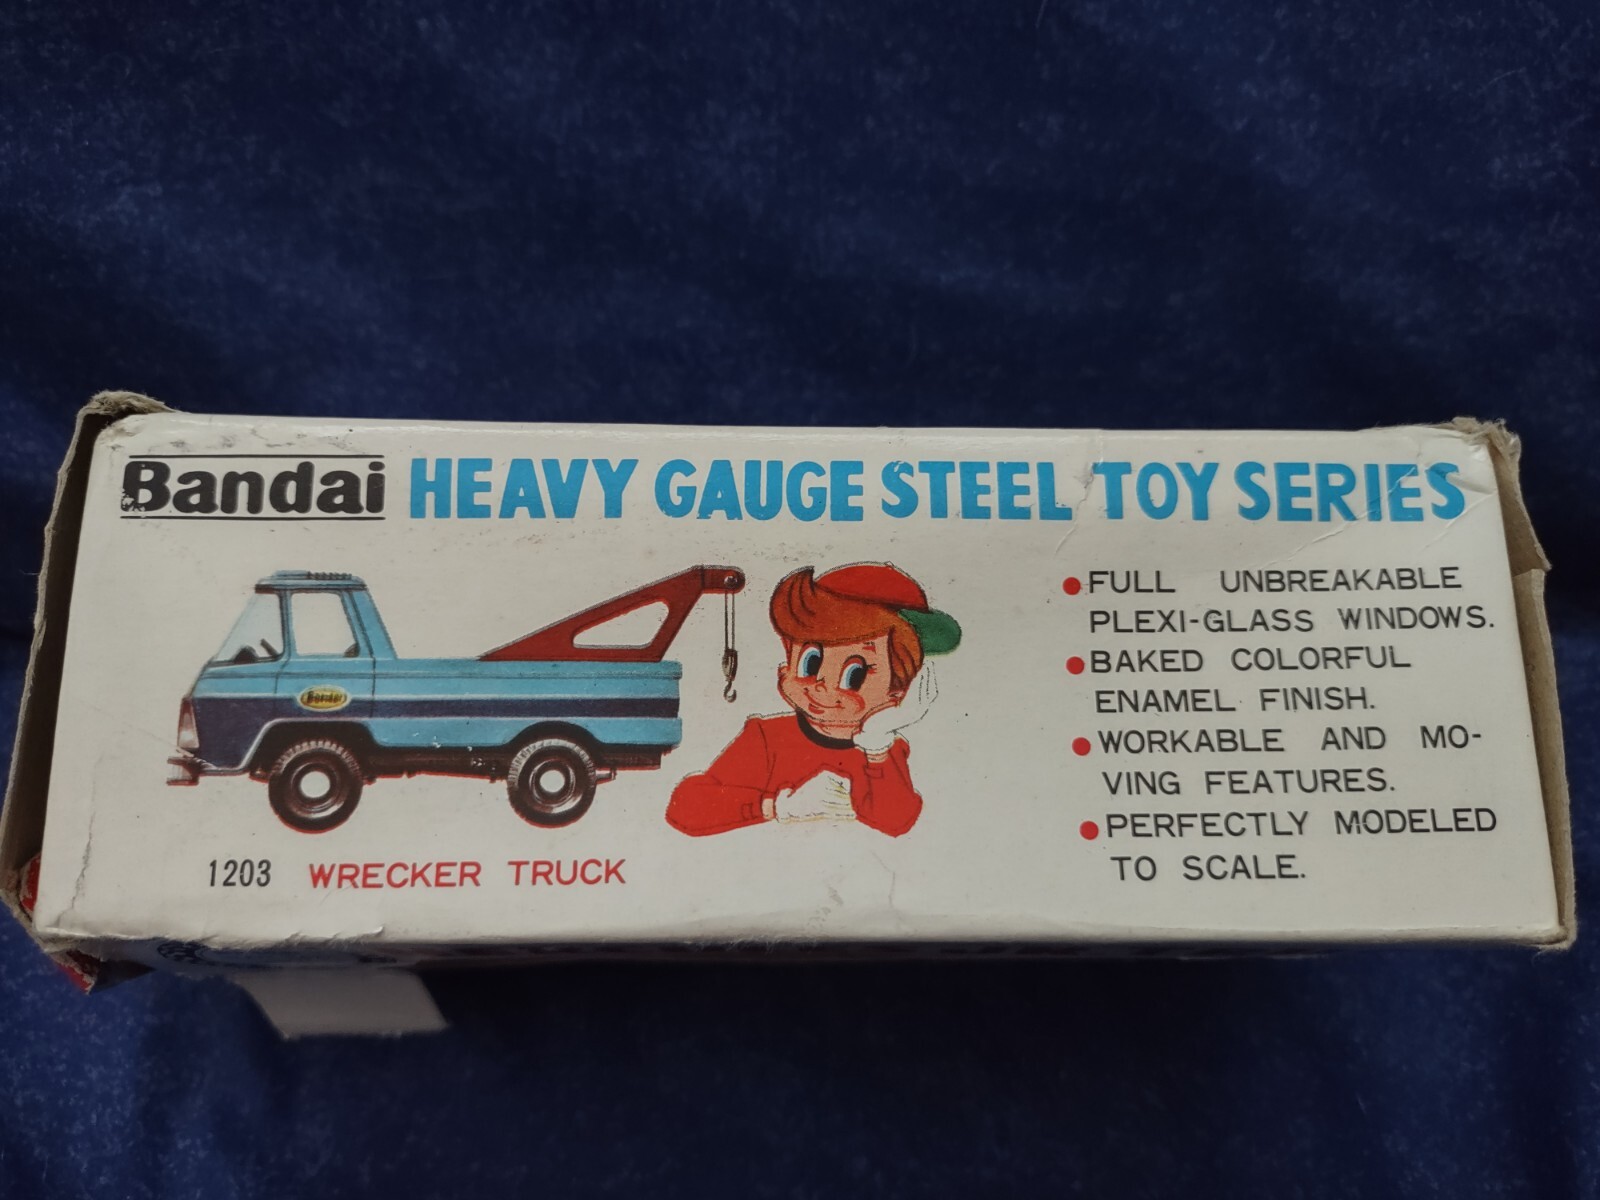 Bandai HEAVY GAUGE STEEL TOY SERIES
Bandai
1203 WRECKER TRUCK
● FULL UNBREAKABLE
PLEXI-GLASS WINDOWS.
● BAKED COLORFUL
ENAMEL FINISH.
● WORKABLE AND MO-
VING FEATURES.
● PERFECTLY MODELED
TO SCALE.